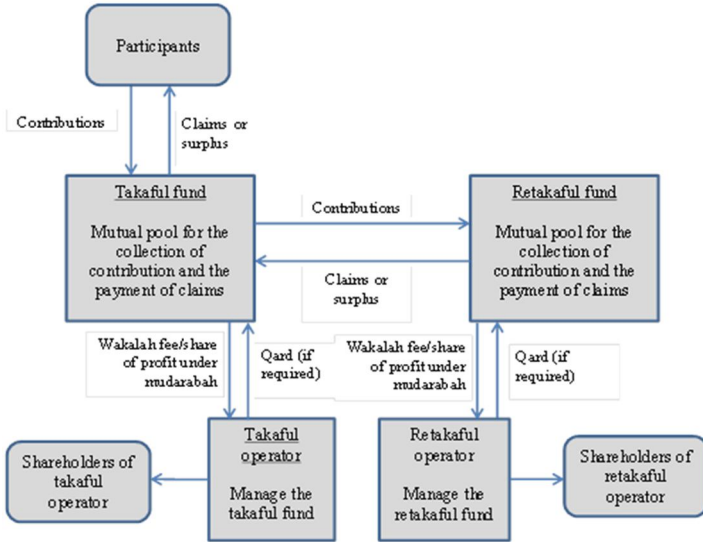 Participants
Contributions
Claims or
surplus
Takaful fund
Mutual pool for the
collection of
contribution and the
payment of claims
Contributions
Claims or
surplus
Retakaful fund
Mutual pool for the
collection of
contribution and the
payment of claims
Wakalah fee/share
of profit under
mudarabah
Qard (if
required)
Wakalah fee/share
of profit under
mudarabah
Qard (if
required)
Shareholders of
takaful
operator
Takaful
operator
Manage the
takaful fund
Retakaful
operator
Manage the
retakaful fund
Shareholders of
retakaful
operator